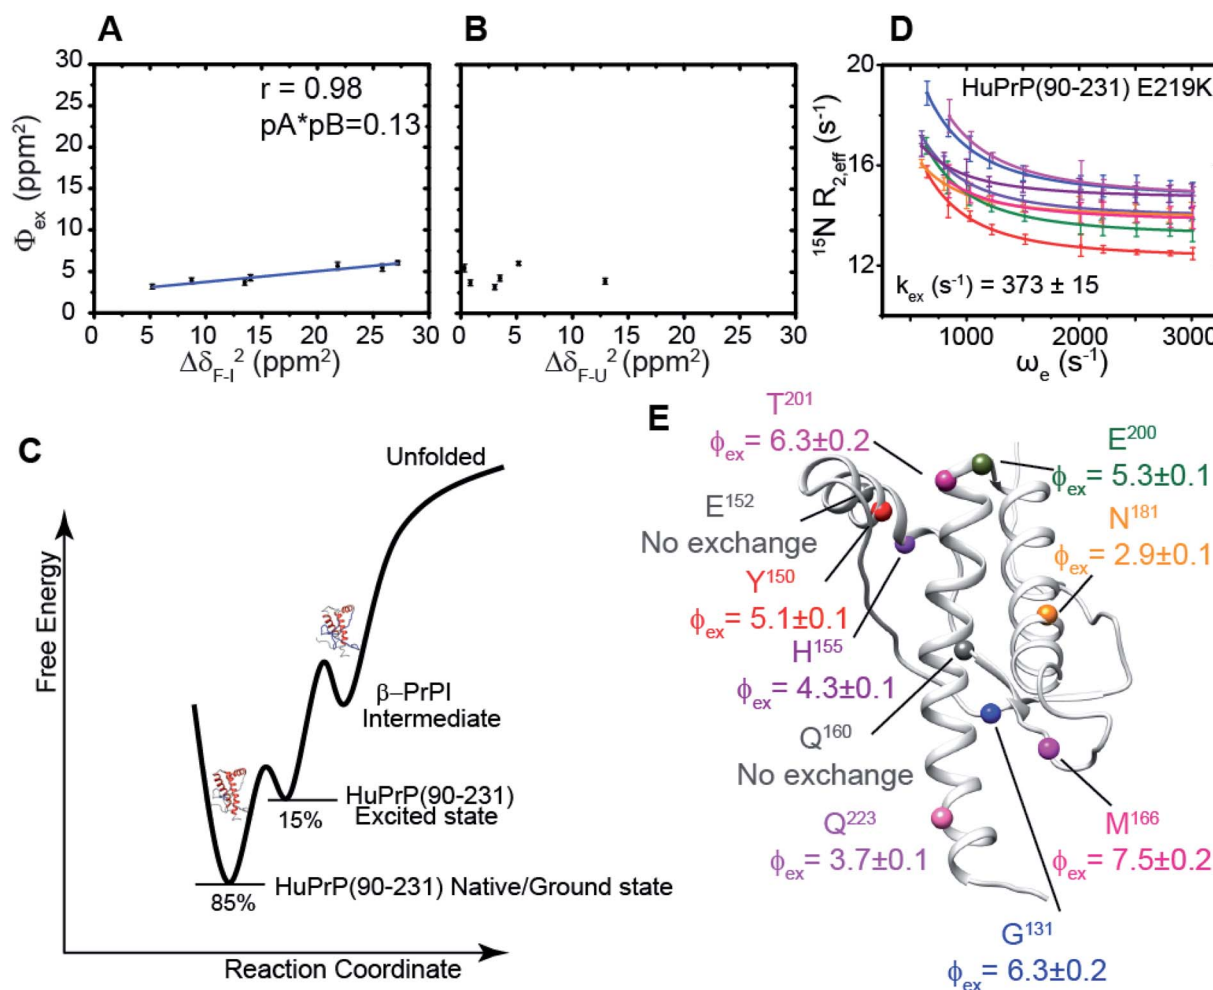 A
30
25
20
15
10
5
0
Φex (ppm²)
r = 0.98
pA*pB=0.13
0 5 10 15 20 25 30
ΔδF-I² (ppm²)
B
0 5 10 15 20 25 30
ΔδF-U² (ppm²)
D
20
16
12
¹⁵N R2,eff (s⁻¹)
HuPrP(90-231) E219K
kex (s⁻¹) = 373 ± 15
1000 2000 3000
ωe (s⁻¹)
C
Free Energy
Unfolded
β–PrPI
Intermediate
HuPrP(90-231)
Excited state
15%
HuPrP(90-231) Native/Ground state
85%
Reaction Coordinate
E
T²⁰¹
ϕex= 6.3±0.2
E²⁰⁰
ϕex= 5.3±0.1
E¹⁵²
No exchange
N¹⁸¹
ϕex= 2.9±0.1
Y¹⁵⁰
ϕex= 5.1±0.1
H¹⁵⁵
ϕex= 4.3±0.1
Q¹⁶⁰
No exchange
Q²²³
ϕex= 3.7±0.1
M¹⁶⁶
ϕex= 7.5±0.2
G¹³¹
ϕex= 6.3±0.2